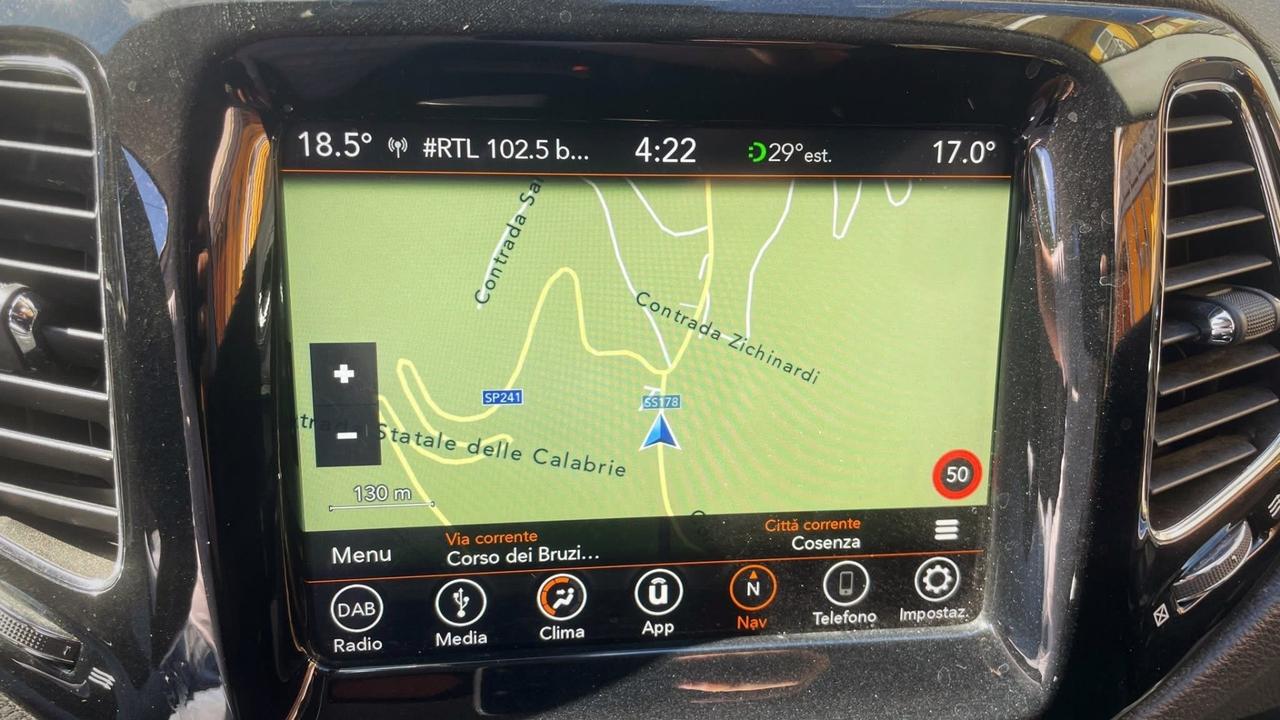 18.5° #RTL 102.5 b... 4:22 29°est. 17.0°
Contrada Sa
Contrada Zichinardi
+
SP241
SS178
Statale delle Calabrie
-
50
130 m
Menu
Via corrente
Corso dei Bruzi...
Città corrente
Cosenza
DAB
N
Radio Media Clima App Nav Telefono Impostaz.